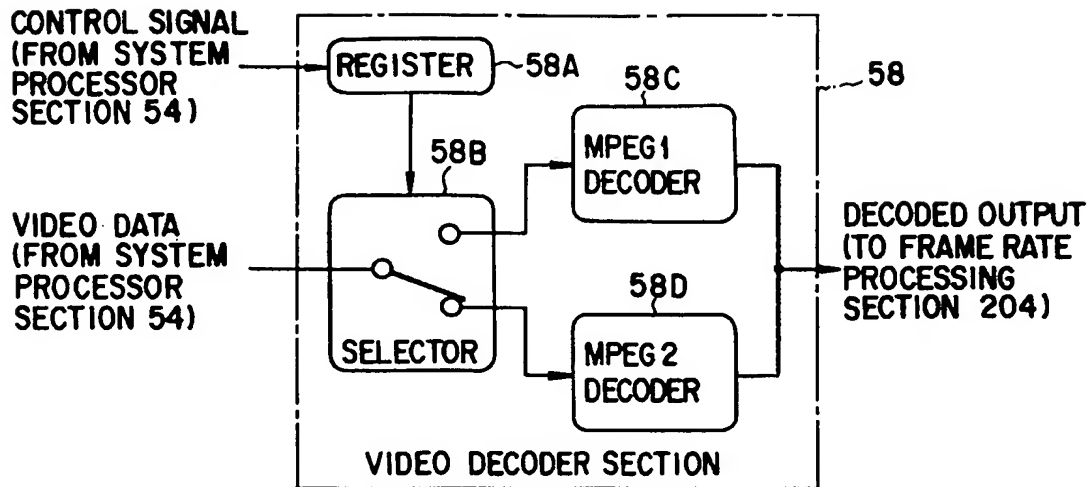 CONTROL SIGNAL
(FROM SYSTEM
PROCESSOR
SECTION 54)
REGISTER
58A
58
58C
MPEG1
DECODER
58B
VIDEO DATA
(FROM SYSTEM
PROCESSOR
SECTION 54)
SELECTOR
58D
MPEG2
DECODER
DECODED OUTPUT
(TO FRAME RATE
PROCESSING
SECTION 204)
VIDEO DECODER SECTION